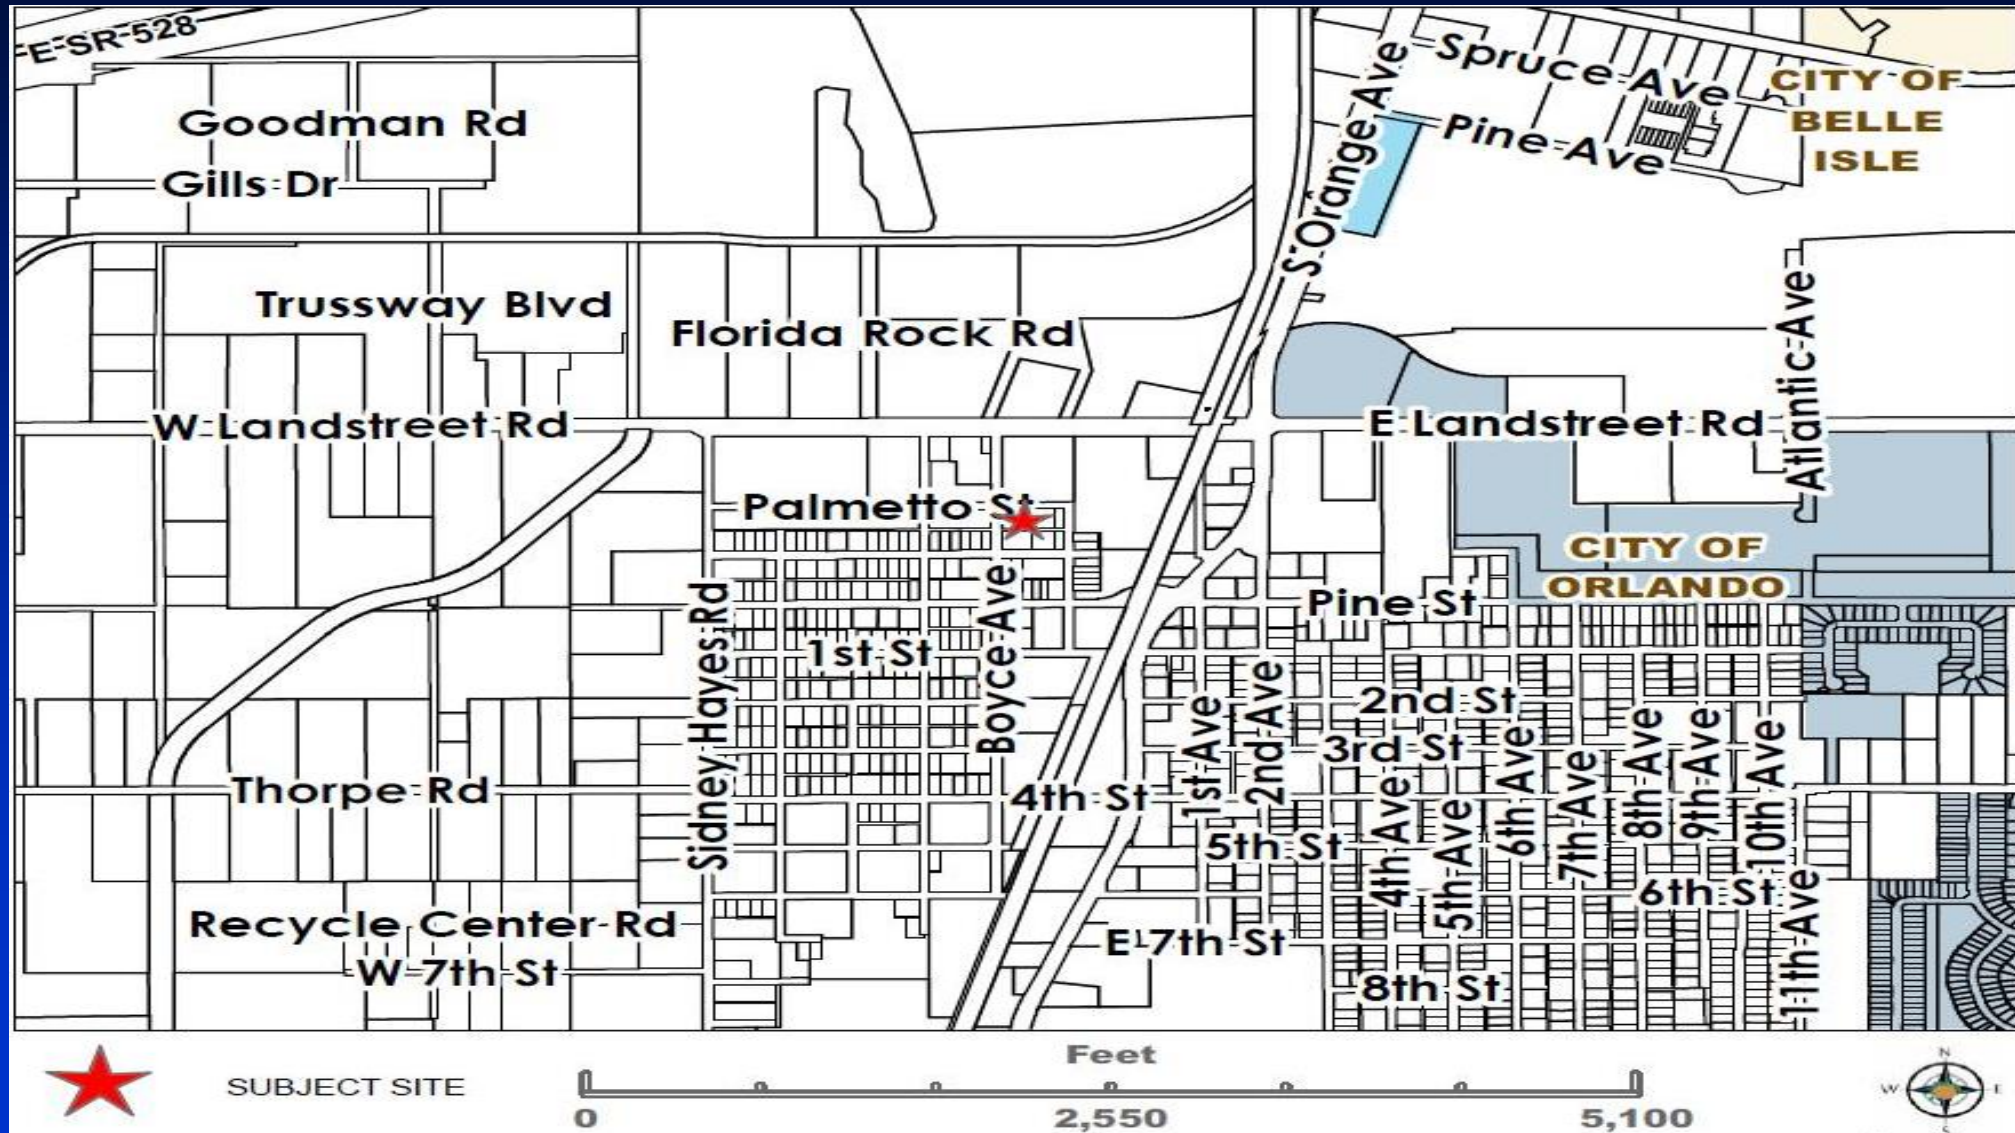 E SR 528
Spruce Ave
CITY OF
BELLE
ISLE
Goodman Rd
Pine Ave
Gills Dr
S Orange Ave
Trussway Blvd
Florida Rock Rd
Atlantic Ave
W Landstreet Rd
E Landstreet Rd
Palmetto St
CITY OF
ORLANDO
Pine St
Sidney Hayes Rd
1st St
Boyce Ave
2nd St
1st Ave
2nd Ave
3rd St
4th Ave
5th Ave
6th Ave
7th Ave
8th Ave
9th Ave
10th Ave
Thorpe Rd
4th St
5th St
6th St
11th Ave
Recycle Center Rd
E 7th St
W 7th St
8th St
SUBJECT SITE
Feet
0
2,550
5,100
N
W
E
S